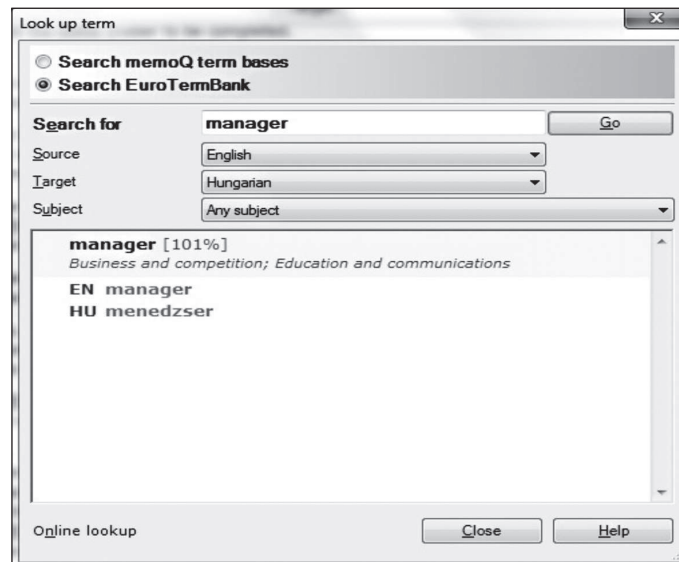 Look up term
Search memoQ term bases
Search EuroTermBank
Search for manager Go
Source English
Target Hungarian
Subject Any subject
manager [101%]
Business and competition; Education and communications
EN manager
HU menedzser
Online lookup Close Help